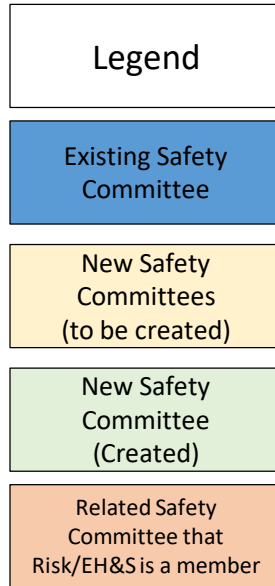 Legend
Existing Safety
Committee
New Safety
Committees
(to be created)
New Safety
Committee
(Created)
Related Safety
Committee that
Risk/EH&S is a member